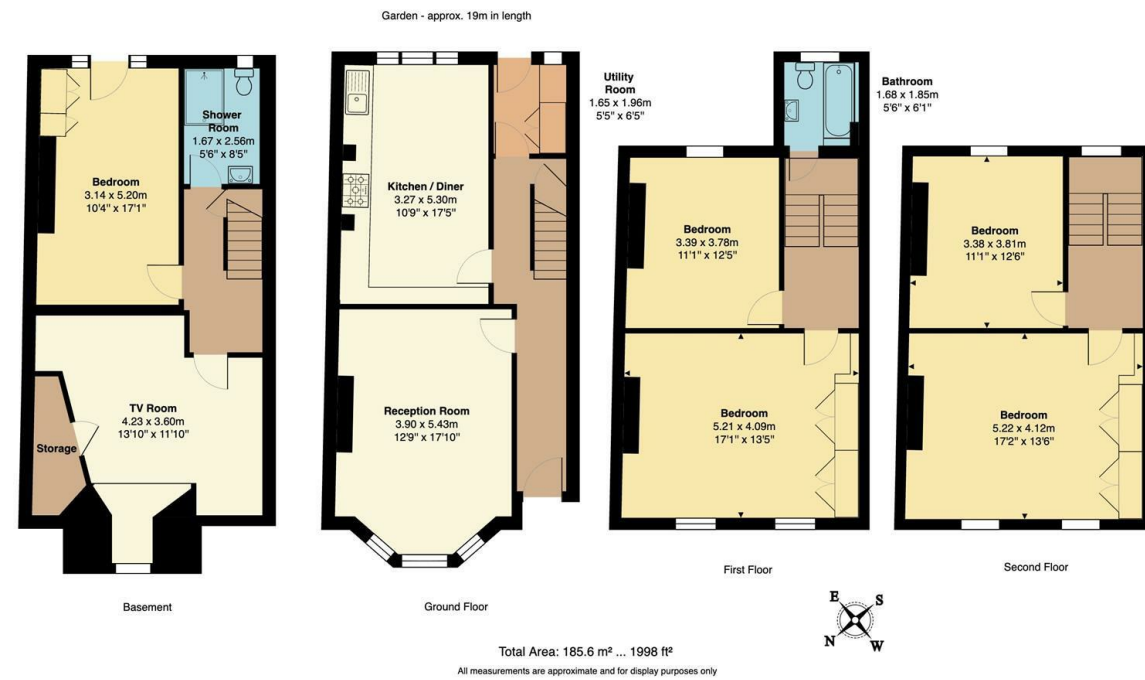 Garden - approx. 19m in length
Shower
Room
1.67 x 2.56m
5'6" x 8'5"
Bedroom
3.14 x 5.20m
10'4" x 17'1"
TV Room
4.23 x 3.60m
13'10" x 11'10"
Storage
Basement
Kitchen / Diner
3.27 x 5.30m
10'9" x 17'5"
Utility
Room
1.65 x 1.96m
5'5" x 6'5"
Reception Room
3.90 x 5.43m
12'9" x 17'10"
Ground Floor
Bathroom
1.68 x 1.85m
5'6" x 6'1"
Bedroom
3.39 x 3.78m
11'1" x 12'5"
Bedroom
5.21 x 4.09m
17'1" x 13'5"
First Floor
Bedroom
3.38 x 3.81m
11'1" x 12'6"
Bedroom
5.22 x 4.12m
17'2" x 13'6"
Second Floor
E
S
N
W
Total Area: 185.6 m² ... 1998 ft²
All measurements are approximate and for display purposes only